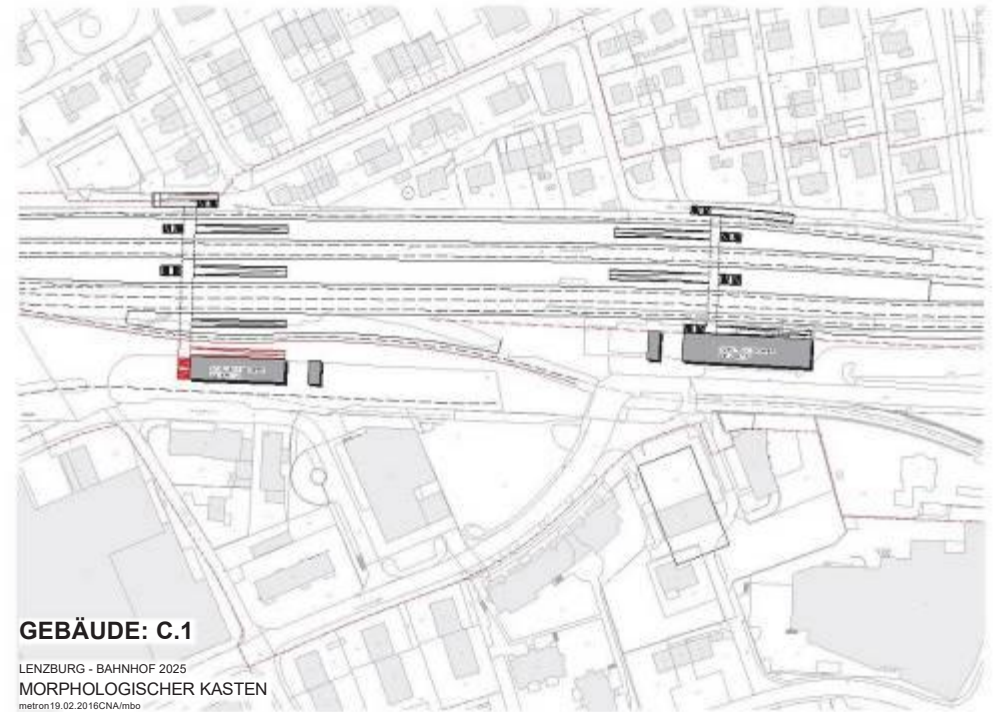 GEBÄUDE: C.1
LENZBURG - BAHNHOF 2025
MORPHOLOGISCHER KASTEN
metron19.02.2016CNA/mbo